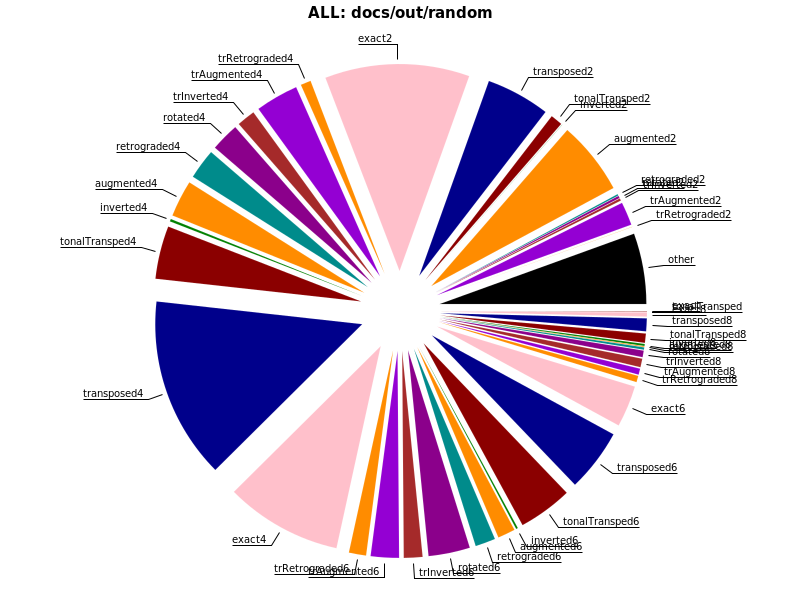 ALL: docs/out/random
exact2
trRetrograded4
trAugmented4
trInverted4
rotated4
retrograded4
augmented4
inverted4
tonalTransped4
transposed4
exact4
trRetrograded6
trAugmented6
trInverted6
rotated6
retrograded6
augmented6
inverted6
tonalTransped6
transposed6
exact6
trRetrograded8
trAugmented8
trInverted8
rotated8
tonalTransped8
transposed8
other
trRetrograded2
trAugmented2
trInverted2
retrograded2
augmented2
inverted2
tonalTransped2
transposed2